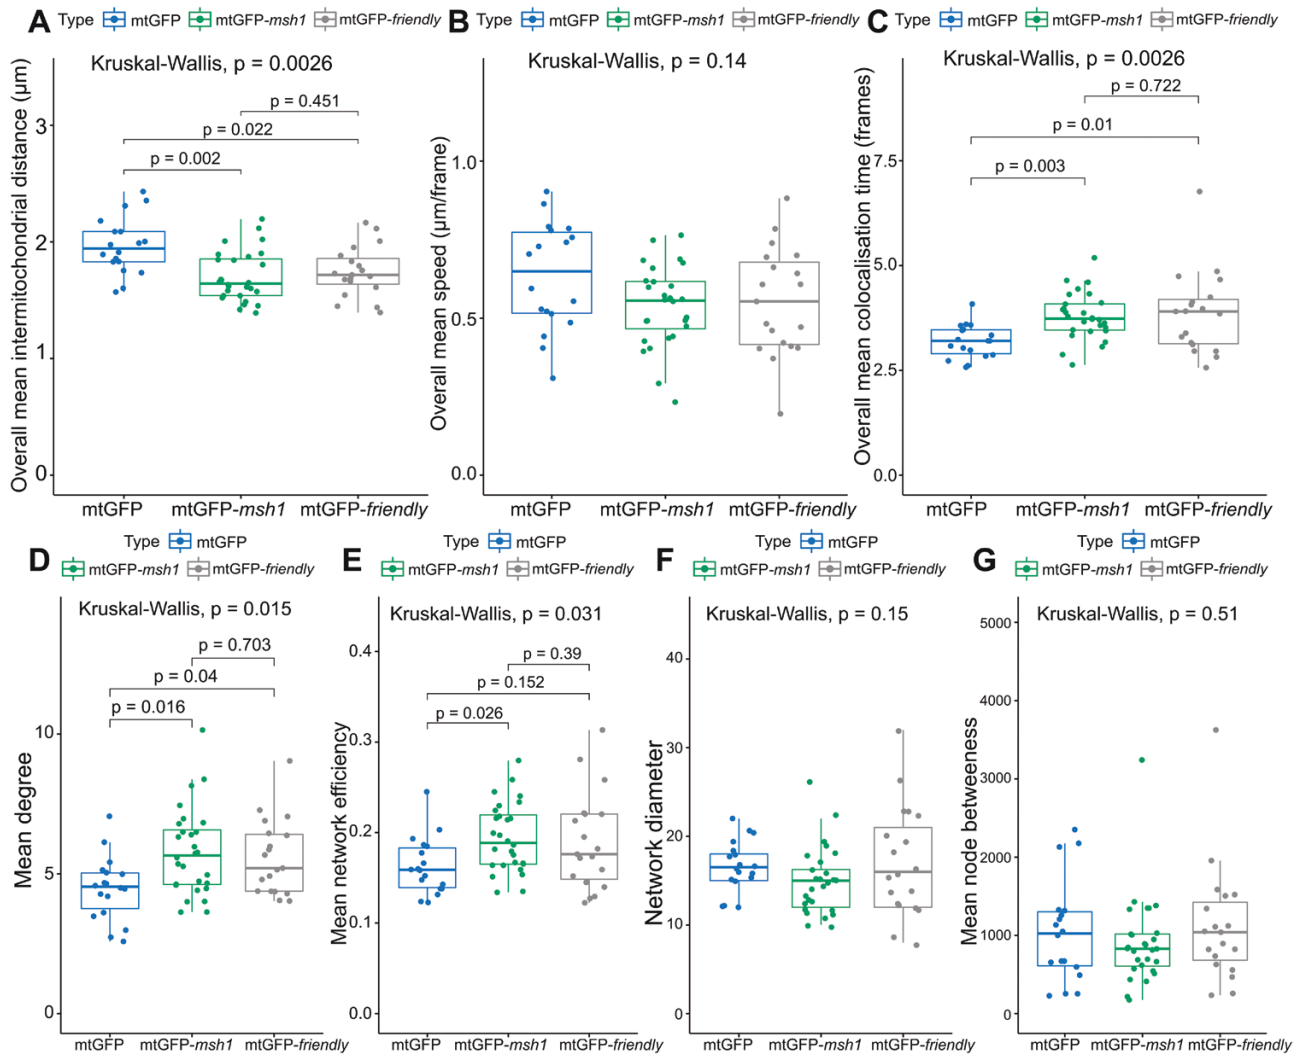 A Type mtGFP mtGFP-msh1 mtGFP-friendly
Kruskal-Wallis, p = 0.0026
p = 0.451
p = 0.022
p = 0.002
Overall mean intermitochondrial distance (µm)
3
2
1
0
mtGFP mtGFP-msh1 mtGFP-friendly
B Type mtGFP mtGFP-msh1 mtGFP-friendly
Kruskal-Wallis, p = 0.14
Overall mean speed (µm/frame)
1.0
0.5
0.0
mtGFP mtGFP-msh1 mtGFP-friendly
C Type mtGFP mtGFP-msh1 mtGFP-friendly
Kruskal-Wallis, p = 0.0026
p = 0.722
p = 0.01
p = 0.003
Overall mean colocalisation time (frames)
7.5
5.0
2.5
0.0
mtGFP mtGFP-msh1 mtGFP-friendly
D Type mtGFP
mtGFP-msh1 mtGFP-friendly
Kruskal-Wallis, p = 0.015
p = 0.703
p = 0.04
p = 0.016
Mean degree
10
5
0
mtGFP mtGFP-msh1 mtGFP-friendly
E Type mtGFP
mtGFP-msh1 mtGFP-friendly
Kruskal-Wallis, p = 0.031
p = 0.39
p = 0.152
p = 0.026
Mean network efficiency
0.4
0.3
0.2
0.1
0.0
mtGFP mtGFP-msh1 mtGFP-friendly
F Type mtGFP
mtGFP-msh1 mtGFP-friendly
Kruskal-Wallis, p = 0.15
Network diameter
40
30
20
10
0
mtGFP mtGFP-msh1 mtGFP-friendly
G Type mtGFP
mtGFP-msh1 mtGFP-friendly
Kruskal-Wallis, p = 0.51
Mean node betweeness
5000
4000
3000
2000
1000
0
mtGFP mtGFP-msh1 mtGFP-friendly